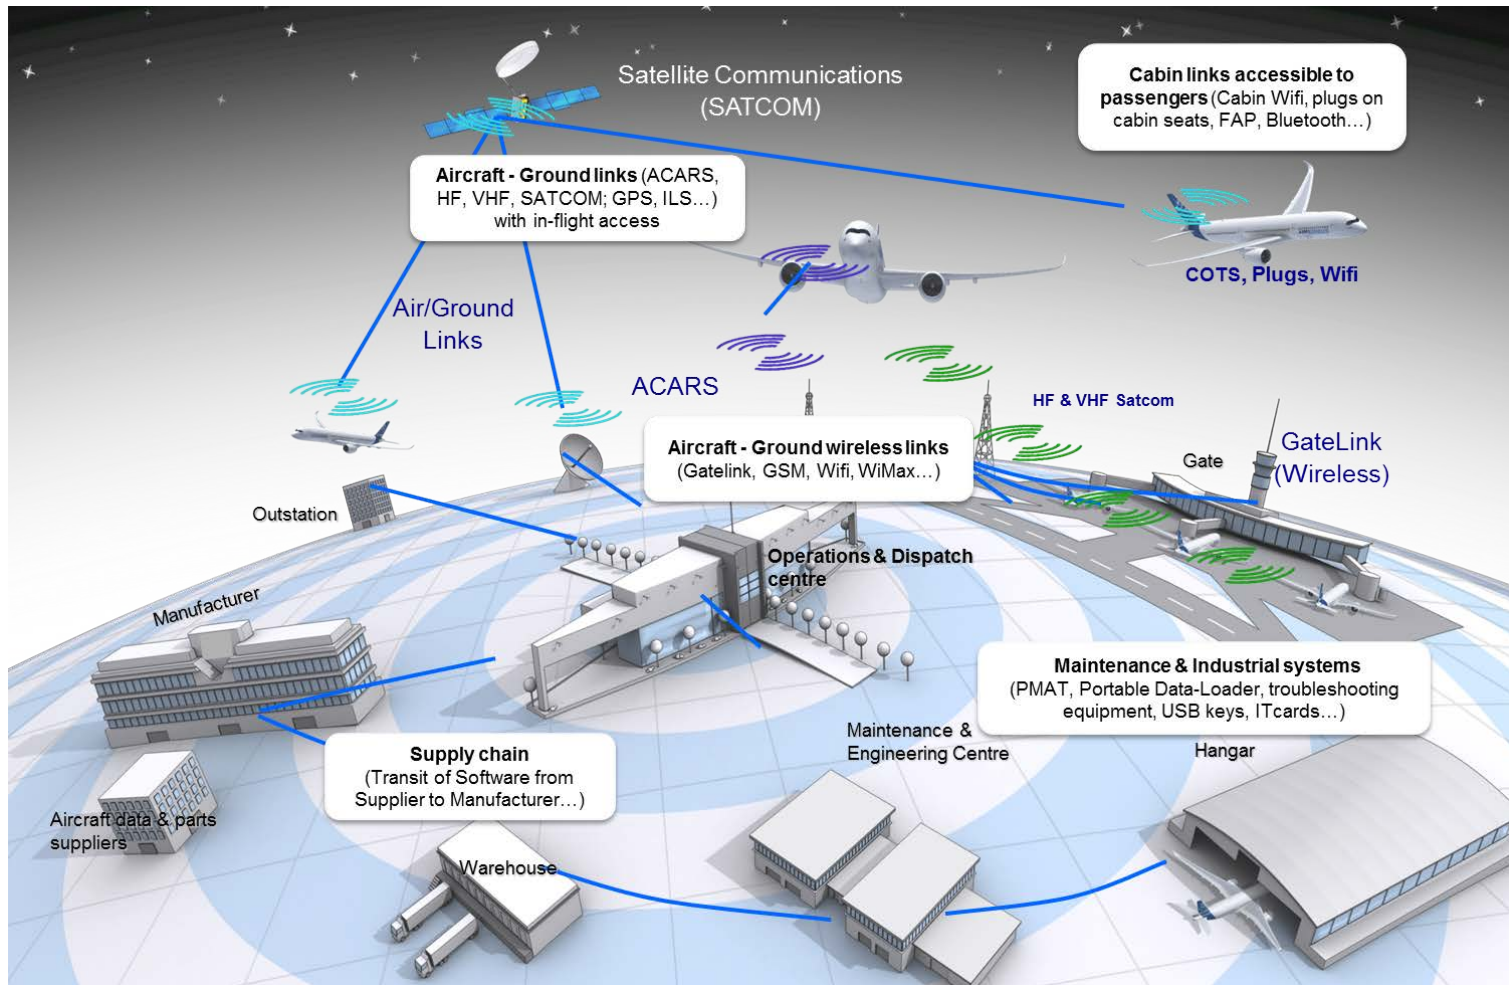 Satellite Communications
(SATCOM)
Cabin links accessible to
passengers (Cabin Wifi, plugs on
cabin seats, FAP, Bluetooth…)
Aircraft - Ground links (ACARS,
HF, VHF, SATCOM; GPS, ILS…)
with in-flight access
COTS, Plugs, Wifi
Air/Ground
Links
ACARS
HF & VHF Satcom
Aircraft - Ground wireless links
(Gatelink, GSM, Wifi, WiMax…)
GateLink
(Wireless)
Gate
Outstation
Operations & Dispatch
centre
Manufacturer
Maintenance & Industrial systems
(PMAT, Portable Data-Loader, troubleshooting
equipment, USB keys, ITcards…)
Maintenance &
Engineering Centre
Hangar
Supply chain
(Transit of Software from
Supplier to Manufacturer…)
Aircraft data & parts
suppliers
Warehouse